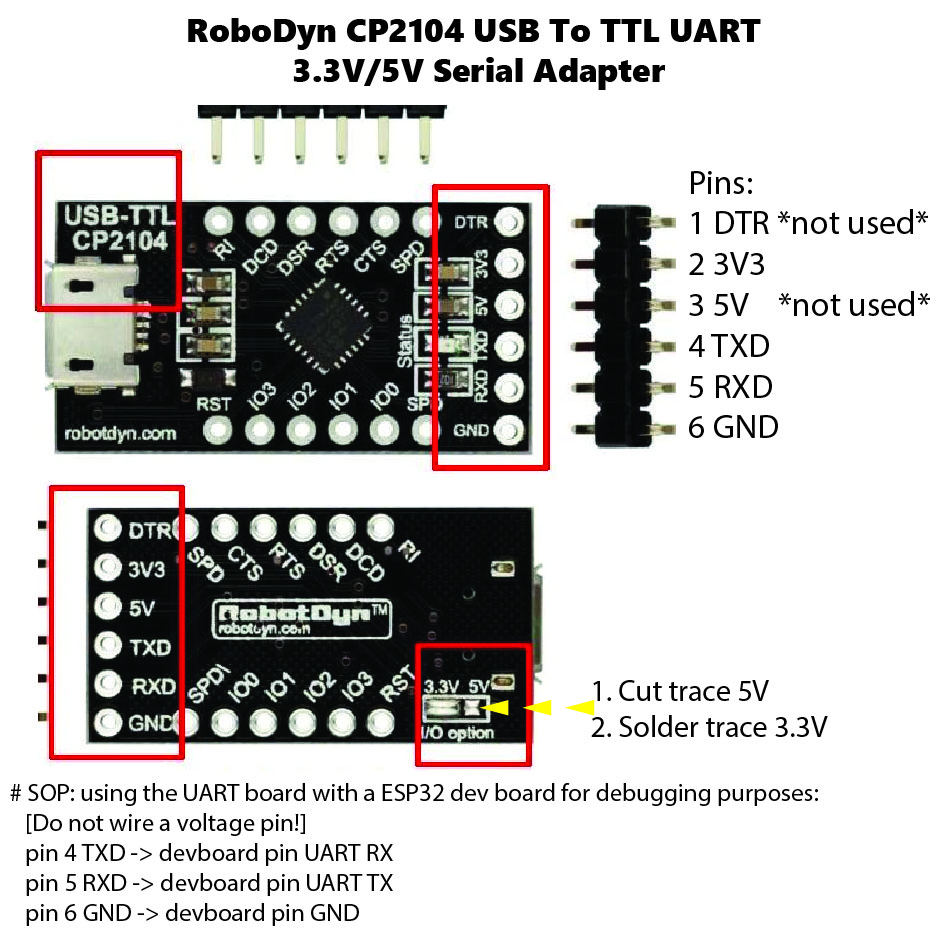 RoboDyn CP2104 USB To TTL UART
3.3V/5V Serial Adapter
USB-TTL
CP2104
RI
DCD
DSR
RTS
CTS
SPD
DTR
3V3
5V
TXD
RXD
GND
Status
RST
IO3
IO2
IO1
IO0
SPD
robotdyn.com
Pins:
1 DTR *not used*
2 3V3
3 5V *not used*
4 TXD
5 RXD
6 GND
DTR
3V3
5V
TXD
RXD
GND
SPD
CTS
RTS
DSR
DCD
RI
RobotDyn™
robotdyn.com
SPDI
IO0
IO1
IO2
IO3
RST
3.3V 5V
I/O option
1. Cut trace 5V
2. Solder trace 3.3V
# SOP: using the UART board with a ESP32 dev board for debugging purposes:
[Do not wire a voltage pin!]
pin 4 TXD -> devboard pin UART RX
pin 5 RXD -> devboard pin UART TX
pin 6 GND -> devboard pin GND